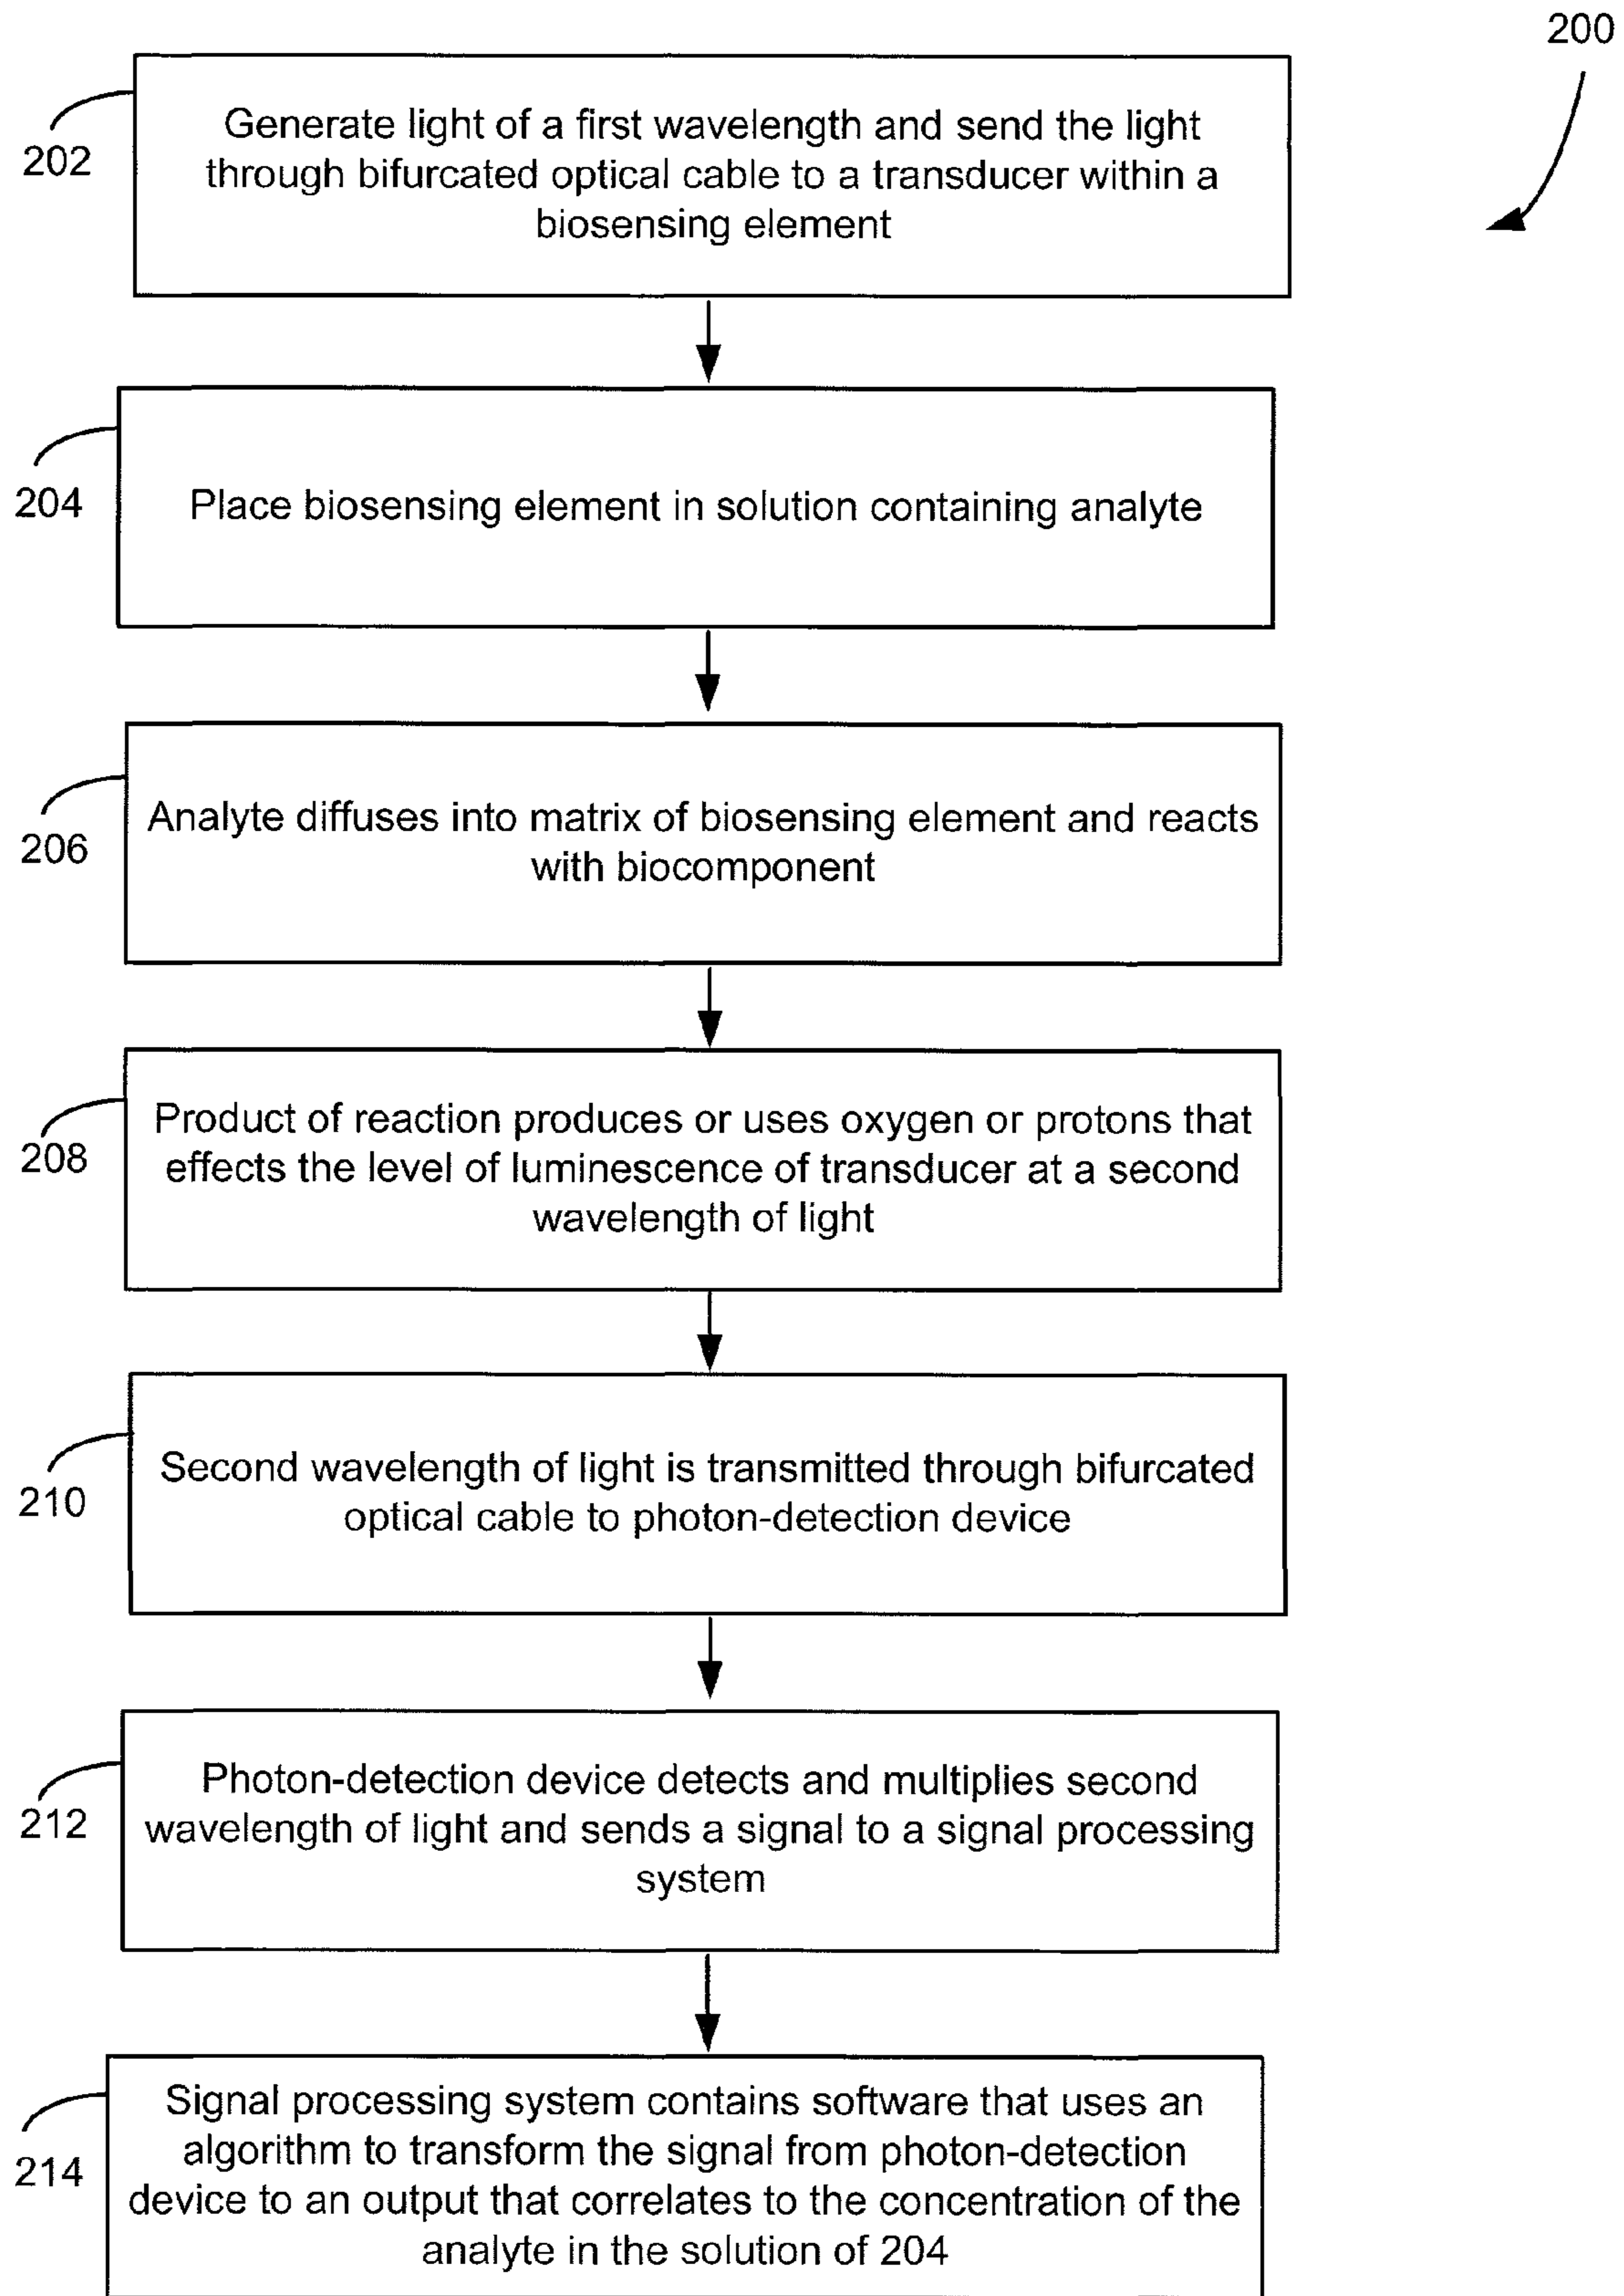 200
202
Generate light of a first wavelength and send the light
through bifurcated optical cable to a transducer within a
biosensing element
204
Place biosensing element in solution containing analyte
206
Analyte diffuses into matrix of biosensing element and reacts
with biocomponent
208
Product of reaction produces or uses oxygen or protons that
effects the level of luminescence of transducer at a second
wavelength of light
210
Second wavelength of light is transmitted through bifurcated
optical cable to photon-detection device
212
Photon-detection device detects and multiplies second
wavelength of light and sends a signal to a signal processing
system
214
Signal processing system contains software that uses an
algorithm to transform the signal from photon-detection
device to an output that correlates to the concentration of the
analyte in the solution of 204